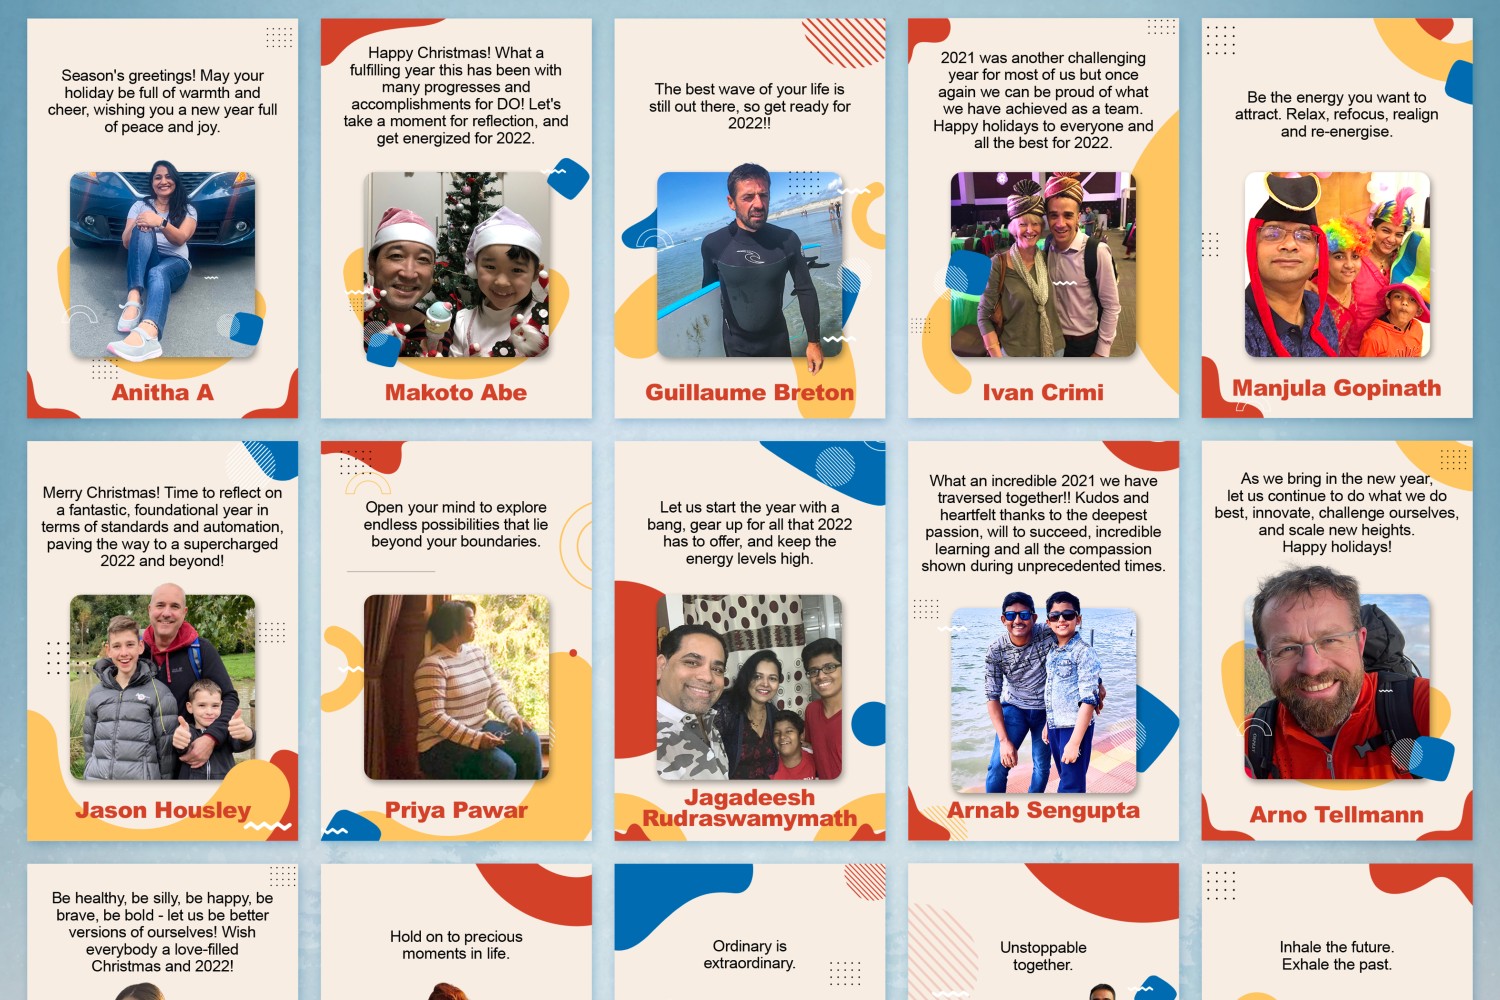 Season's greetings! May your
holiday be full of warmth and
cheer, wishing you a new year full
of peace and joy.
Anitha A
Happy Christmas! What a
fulfilling year this has been with
many progresses and
accomplishments for DO! Let's
take a moment for reflection, and
get energized for 2022.
Makoto Abe
The best wave of your life is
still out there, so get ready for
2022!!
Guillaume Breton
2021 was another challenging
year for most of us but once
again we can be proud of what
we have achieved as a team.
Happy holidays to everyone and
all the best for 2022.
Ivan Crimi
Be the energy you want to
attract. Relax, refocus, realign
and re-energise.
Manjula Gopinath
Merry Christmas! Time to reflect on
a fantastic, foundational year in
terms of standards and automation,
paving the way to a supercharged
2022 and beyond!
Jason Housley
Open your mind to explore
endless possibilities that lie
beyond your boundaries.
Priya Pawar
Let us start the year with a
bang, gear up for all that 2022
has to offer, and keep the
energy levels high.
Jagadeesh
Rudraswamymath
What an incredible 2021 we have
traversed together!! Kudos and
heartfelt thanks to the deepest
passion, will to succeed, incredible
learning and all the compassion
shown during unprecedented times.
Arnab Sengupta
As we bring in the new year,
let us continue to do what we do
best, innovate, challenge ourselves,
and scale new heights.
Happy holidays!
Arno Tellmann
Be healthy, be silly, be happy, be
brave, be bold - let us be better
versions of ourselves! Wish
everybody a love-filled
Christmas and 2022!
Hold on to precious
moments in life.
Ordinary is
extraordinary.
Unstoppable
together.
Inhale the future.
Exhale the past.